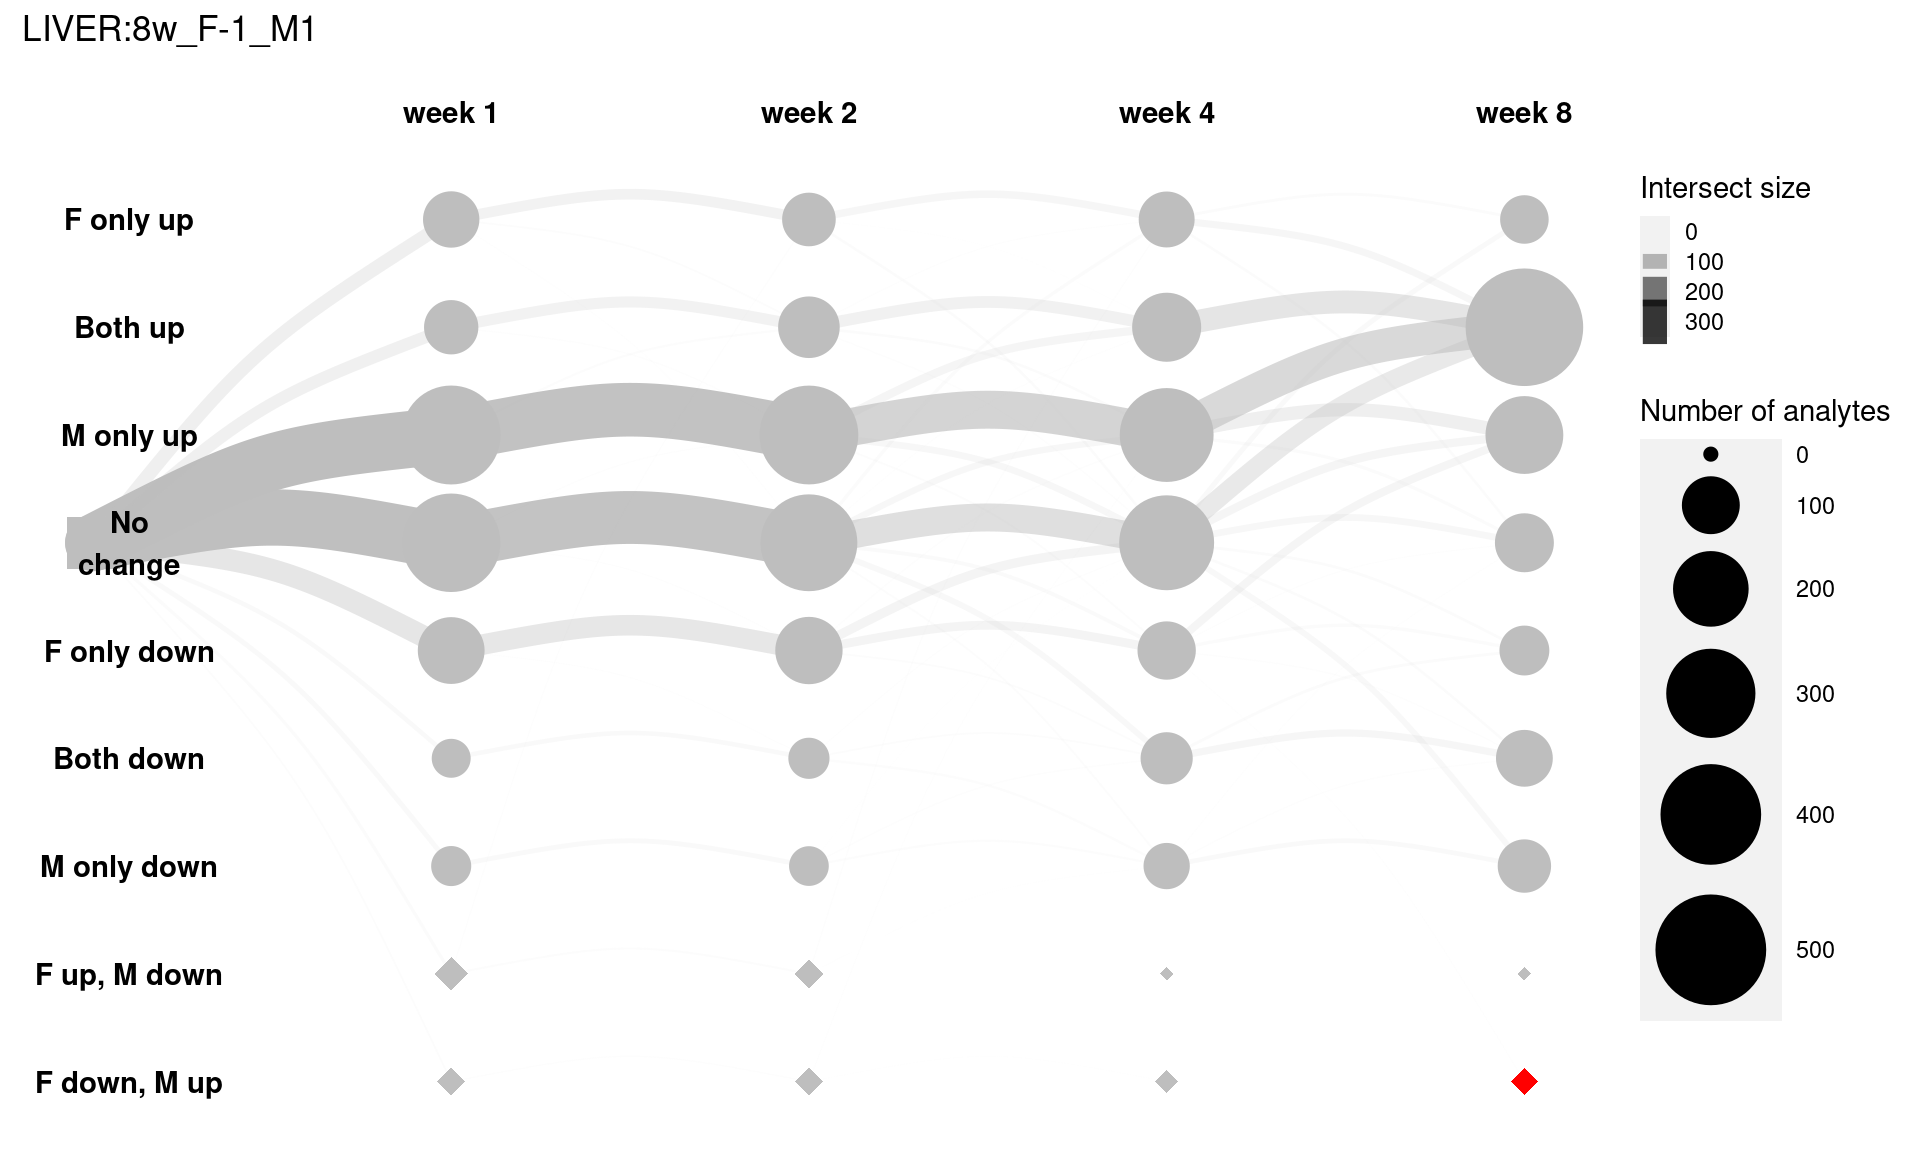 LIVER:8w_F-1_M1
week 1
week 2
week 4
week 8
F only up
Both up
M only up
No
change
F only down
Both down
M only down
F up, M down
F down, M up
Intersect size
0
100
200
300
Number of analytes
0
100
200
300
400
500